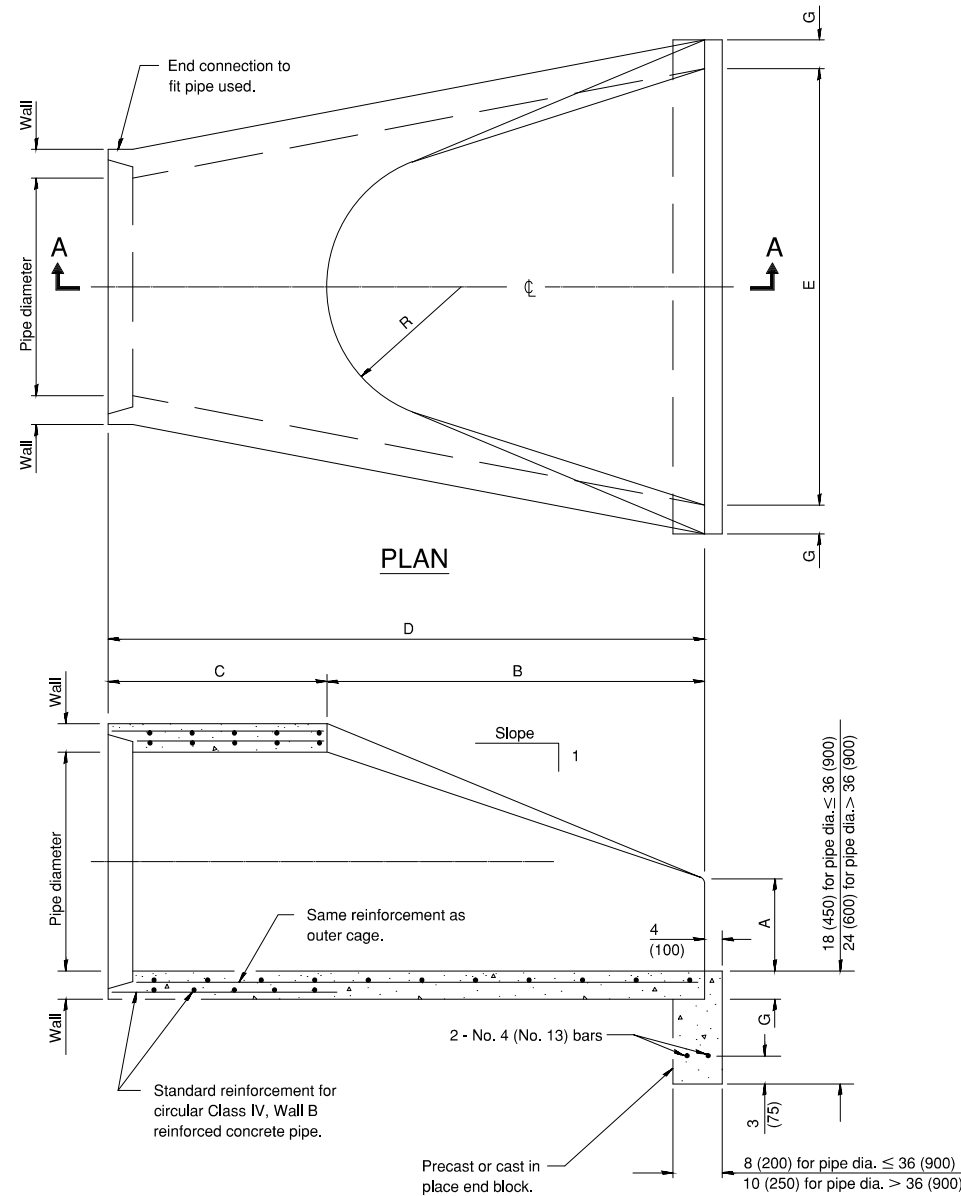 G
End connection to
fit pipe used.
Wall
Pipe diameter
A
A
℄
E
R
Wall
G
PLAN
D
C
B
Wall
Slope
1
Pipe diameter
18 (450) for pipe dia. ≤ 36 (900)
24 (600) for pipe dia. > 36 (900)
Same reinforcement as
outer cage.
4
(100)
A
Wall
G
2 - No. 4 (No. 13) bars
Standard reinforcement for
circular Class IV, Wall B
reinforced concrete pipe.
3
(75)
Precast or cast in
place end block.
8 (200) for pipe dia. ≤ 36 (900)
10 (250) for pipe dia. > 36 (900)